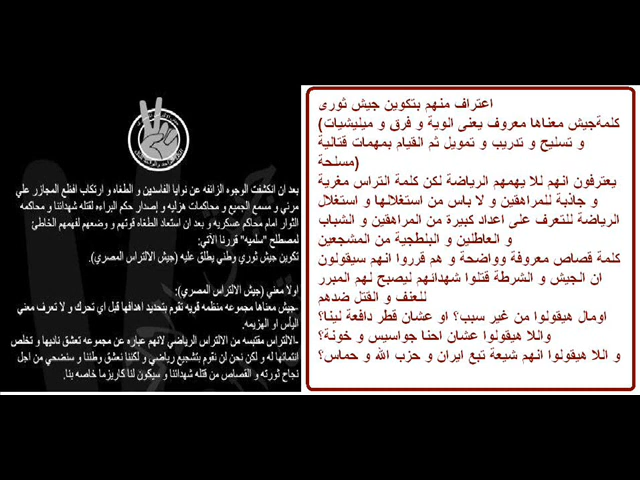 اعتراف منهم بتكوين جيش ثورى
(كلمةجيش معناها معروف يعنى الوية و فرق و ميليشيات
و تسليح و تدريب و تمويل ثم القيام بمهمات قتالية
مسلحة)
يعترفون انهم للا يهمهم الرياضة لكن كلمة التراس مغرية
و جاذبة للمراهقين و لا باس من استغلالها و استغلال
الرياضة للتعرف على اعداد كبيرة من المراهقين و الشباب
و العاطلين و البلطجية من المشجعين
كلمة قصاص معروفة وواضحة و هم قرروا انهم سيقولون
ان الجيش و الشرطة قتلوا شهدائهم ليصبح لهم المبرر
للعنف و القتل ضدهم
اومال هيقولوا من غير سبب؟ او عشان قطر دافعة لينا؟
واللا هيقولوا عشان احنا جواسيس و خونة؟
و اللا هيقولوا انهم شيعة تبع ايران و حزب الله و حماس؟
بعد ان انكشفت الوجوه الزائفه عن نوايا الفاسدين و الطغاه و ارتكاب افظع المجازر علي
مرئي و مسمع الجميع و محاكمات هزليه و إصدار حكم البراءه لقتله شهدائنا و محاكمه
الثوار امام محاكم عسكريه و بعد ان استعاد الطغاه قوتهم و وضعهم لفهمهم الخاطئ
لمصطلح "سلميه" قررنا الآتي:
تكوين جيش ثوري وطني يطلق عليه (جيش الالتراس المصري).
اولا معني (جيش الالتراس المصري):
-جيش معناها مجموعه منظمه قويه تقوم بتحديد اهدافها قبل اي تحرك و لا تعرف معني
اليأس او الهزيمه.
-الالتراس مقتبسه من الالتراس الرياضي لانهم عباره عن مجموعه تعشق ناديها و تخلص
انتمائها له و لكن نحن لن نقوم بتشجيع رياضي و لكننا نعشق وطننا و سنضحي من اجل
نجاح ثورته و القصاص من قتله شهدائنا و سيكون لنا كاريزما خاصه بنا.